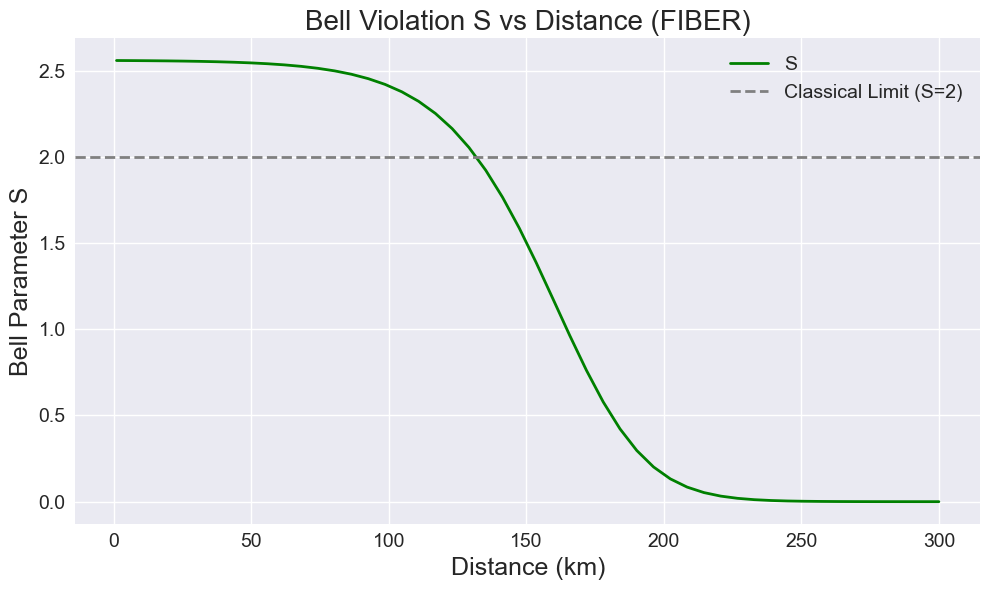 Bell Violation S vs Distance (FIBER)
S
Classical Limit (S=2)
Bell Parameter S
2.5
2.0
1.5
1.0
0.5
0.0
0 50 100 150 200 250 300
Distance (km)